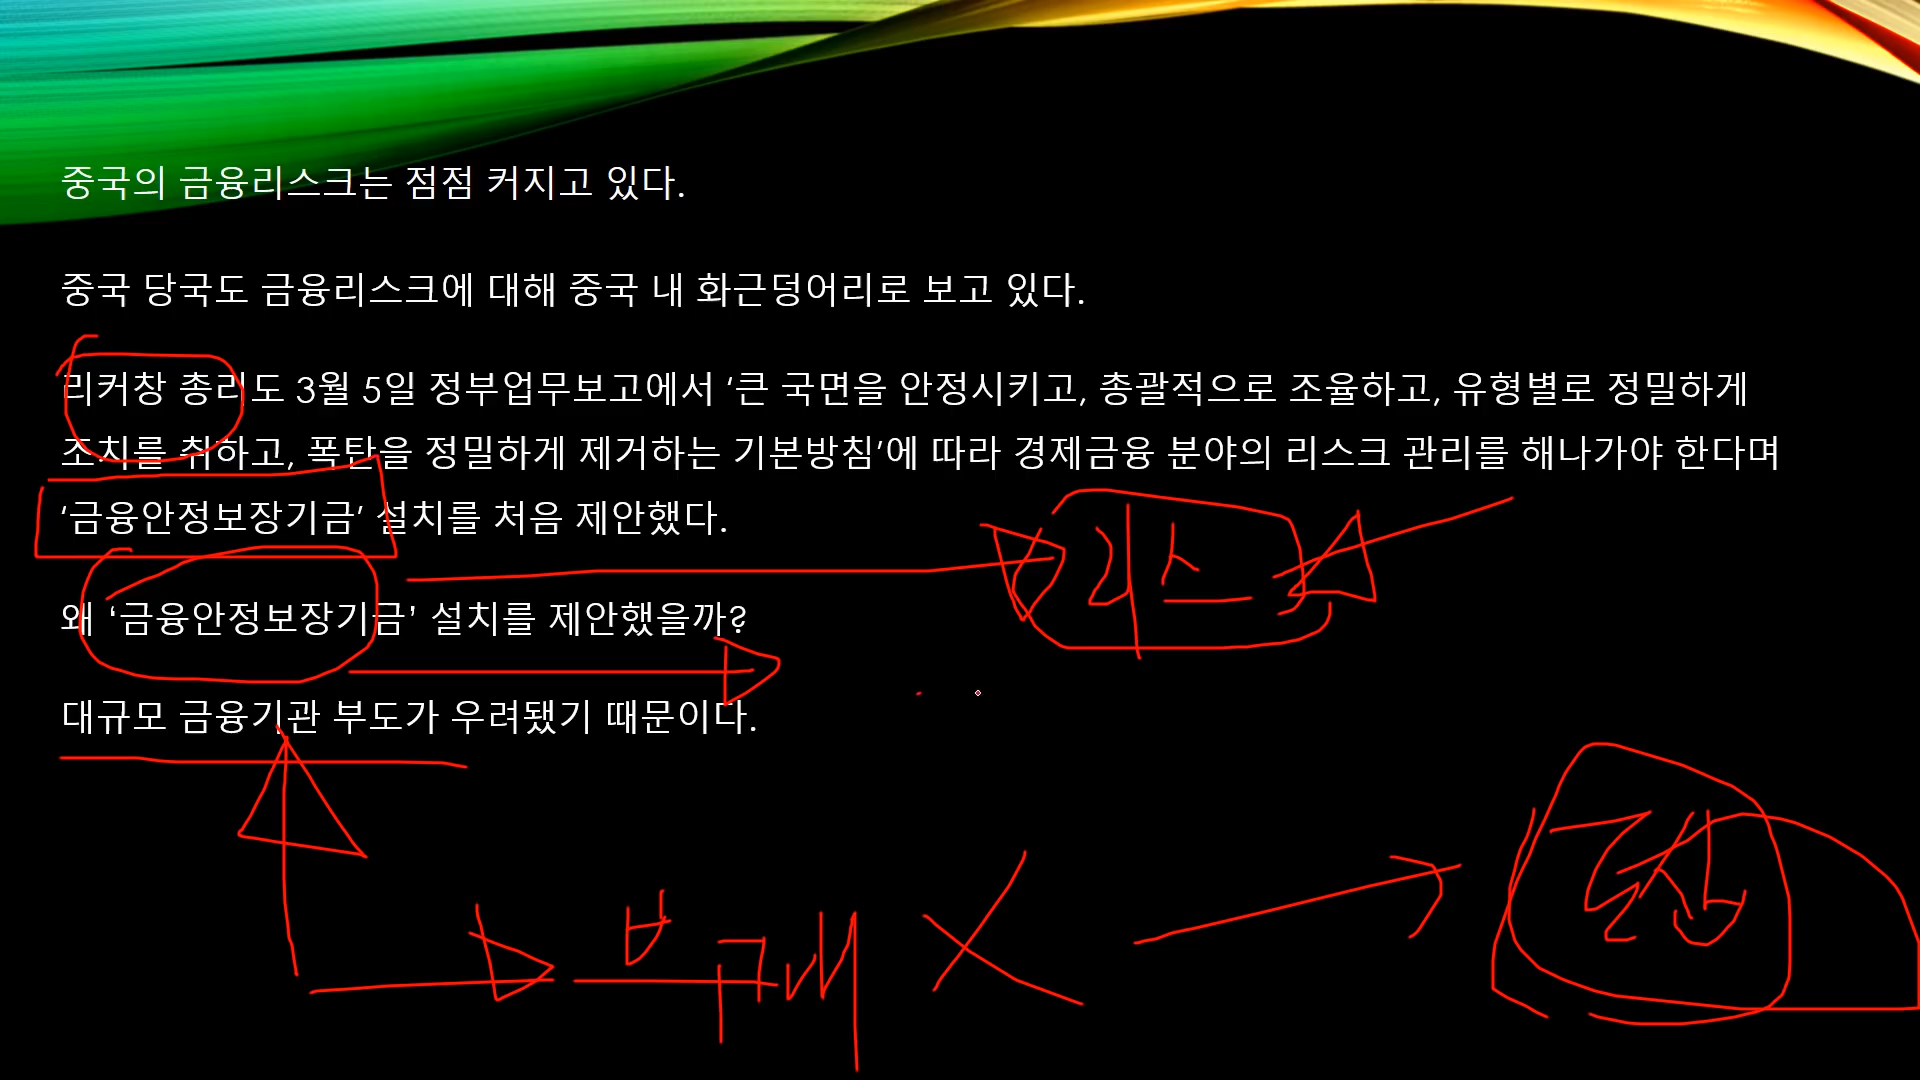 중국의 금융리스크는 점점 커지고 있다.
중국 당국도 금융리스크에 대해 중국 내 화근덩어리로 보고 있다.
리커창 총리도 3월 5일 정부업무보고에서 ‘큰 국면을 안정시키고, 총괄적으로 조율하고, 유형별로 정밀하게
조치를 취하고, 폭탄을 정밀하게 제거하는 기본방침’에 따라 경제금융 분야의 리스크 관리를 해나가야 한다며
‘금융안정보장기금’ 설치를 처음 제안했다.
리스
왜 ‘금융안정보장기금’ 설치를 제안했을까?
대규모 금융기관 부도가 우려됐기 때문이다.